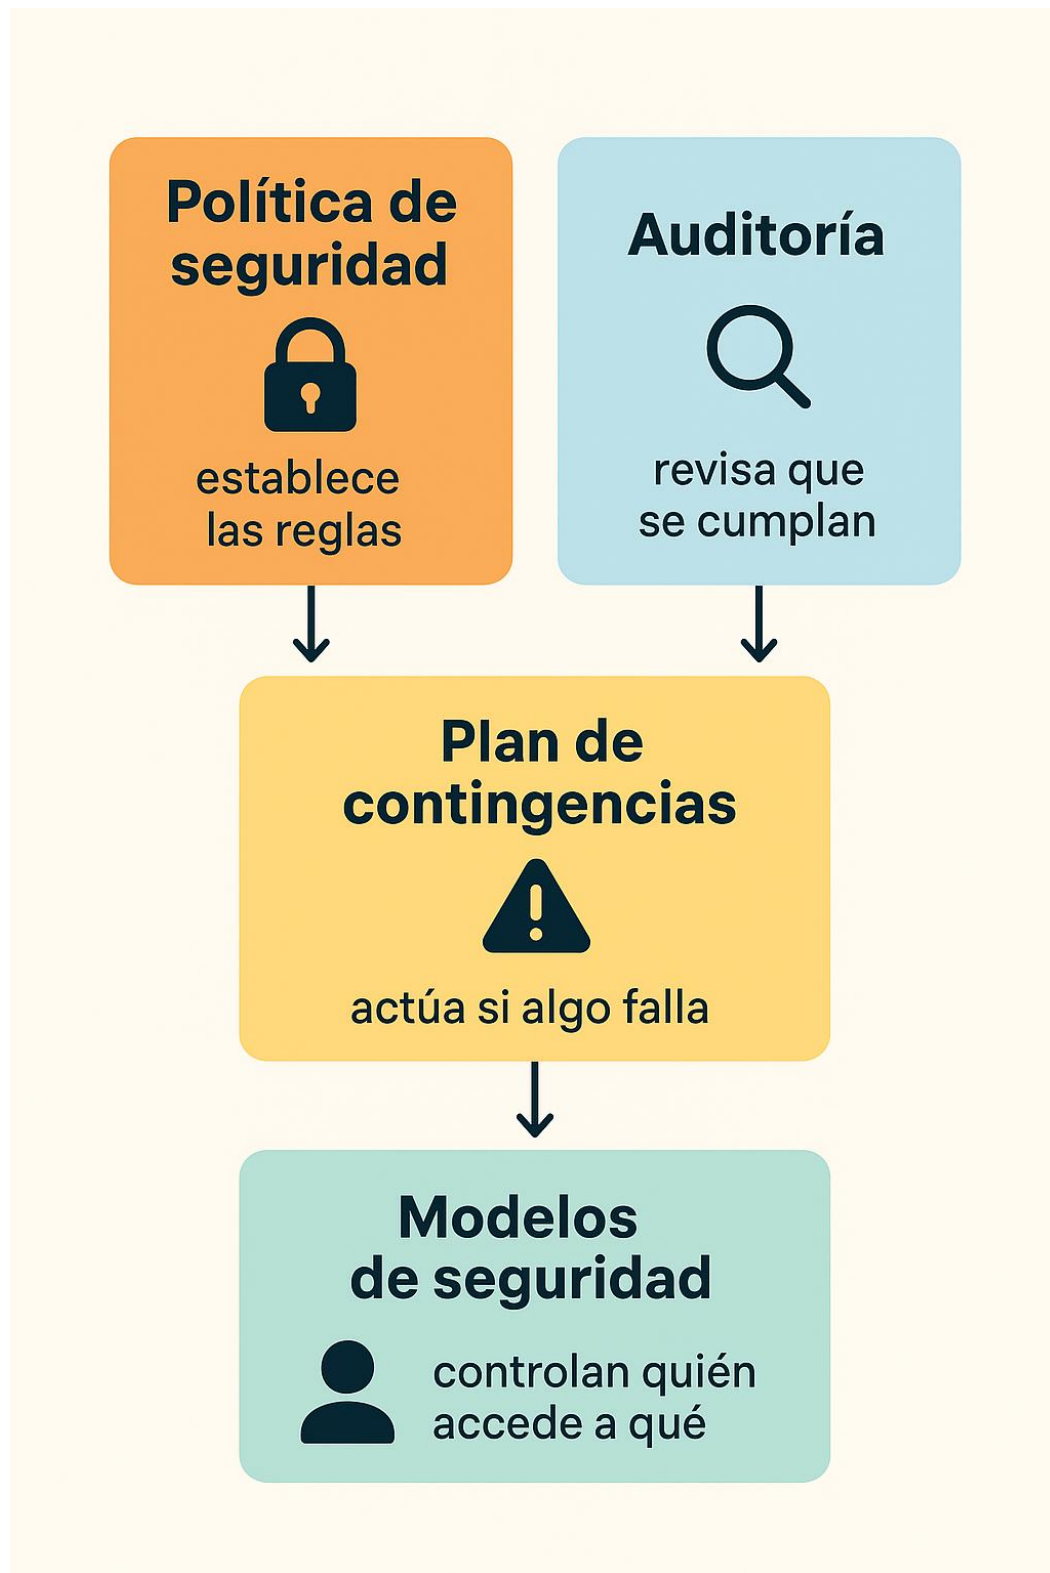 Política de
seguridad
establece
las reglas
Auditoría
revisa que
se cumplan
Plan de
contingencias
actúa si algo falla
Modelos
de seguridad
controlan quién
accede a qué